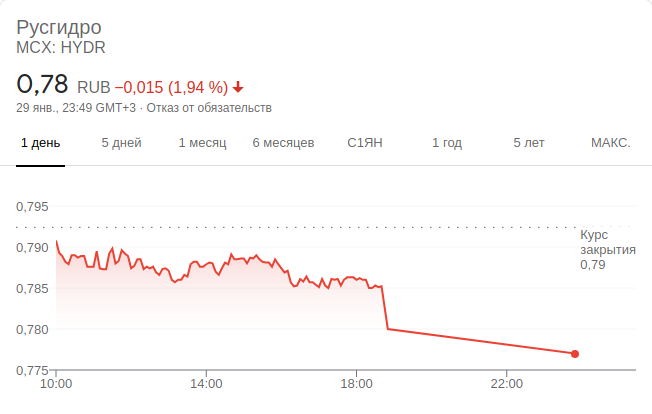 Русгидро
MCX: HYDR
0,78 RUB −0,015 (1,94 %)
29 янв., 23:49 GMT+3 · Отказ от обязательств
1 день 5 дней 1 месяц 6 месяцев С1ЯН 1 год 5 лет МАКС.
0,795
Курс
закрытия
0,79
0,790
0,785
0,780
0,775
10:00 14:00 18:00 22:00